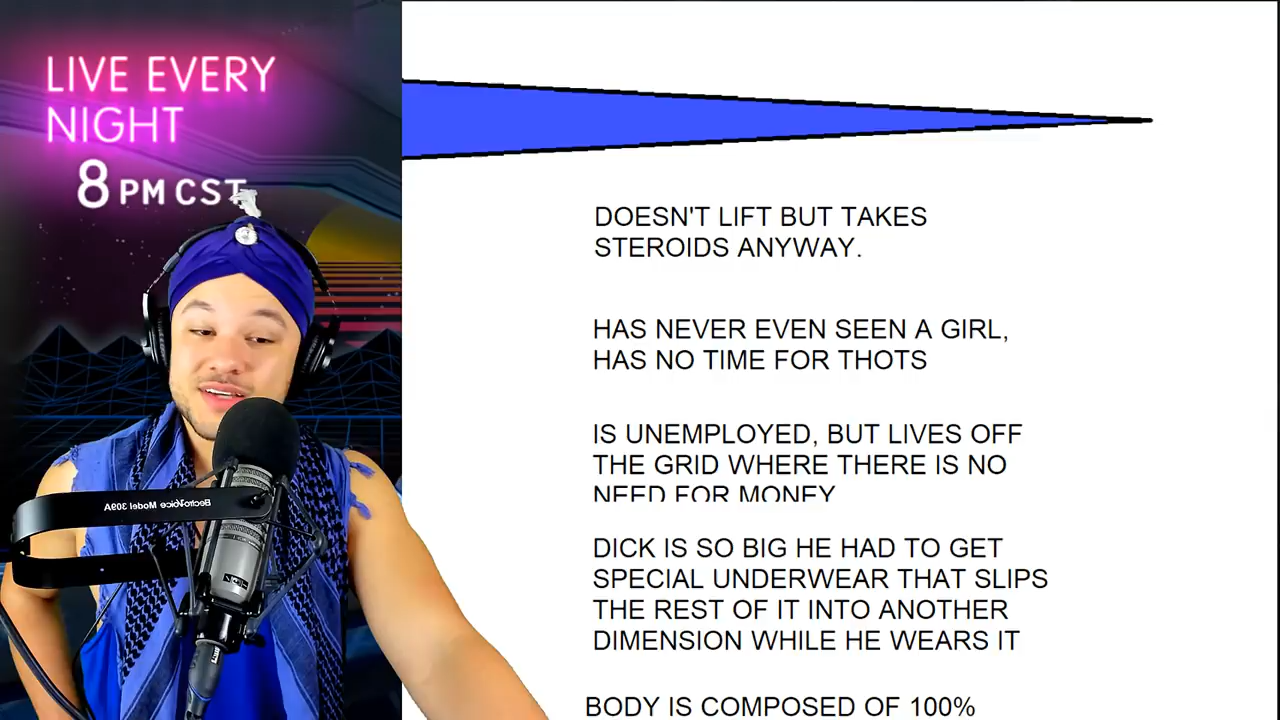 LIVE EVERY
NIGHT
8 PM CST
DOESN'T LIFT BUT TAKES
STEROIDS ANYWAY.
HAS NEVER EVEN SEEN A GIRL,
HAS NO TIME FOR THOTS
IS UNEMPLOYED, BUT LIVES OFF
THE GRID WHERE THERE IS NO
NEED FOR MONEY
DICK IS SO BIG HE HAD TO GET
SPECIAL UNDERWEAR THAT SLIPS
THE REST OF IT INTO ANOTHER
DIMENSION WHILE HE WEARS IT
BODY IS COMPOSED OF 100%
ElectroVoice Model 309A